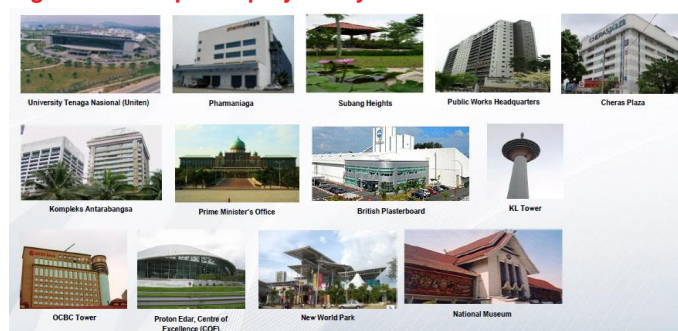 University Tenaga Nasional (Uniten)
Pharmaniaga
Subang Heights
Public Works Headquarters
Cheras Plaza
Kompleks Antarabangsa
Prime Minister's Office
British Plasterboard
KL Tower
OCBC Tower
Proton Edar, Centre of
Excellence (COE)
New World Park
National Museum